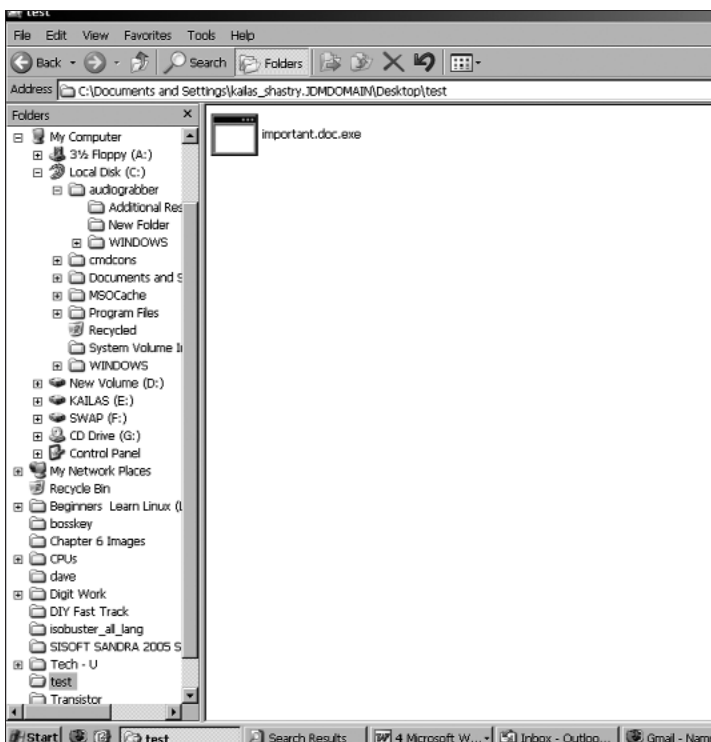 test
File Edit View Favorites Tools Help
Back Search Folders
Address C:\Documents and Settings\kailas_shastry.JDMDOMAIN\Desktop\test
Folders x
important.doc.exe
My Computer
3½ Floppy (A:)
Local Disk (C:)
audiograbber
Additional Res
New Folder
WINDOWS
cmdcons
Documents and S
MSOCache
Program Files
Recycled
System Volume I
WINDOWS
New Volume (D:)
KAILAS (E:)
SWAP (F:)
CD Drive (G:)
Control Panel
My Network Places
Recycle Bin
Beginners Learn Linux (L
bosskey
Chapter 6 Images
CPUs
dave
Digit Work
DIY Fast Track
isobuster_all_lang
SISOFT SANDRA 2005 S
Tech - U
test
Transistor
Start test Search Results 4 Microsoft W... Inbox - Outloo... Gmail - Nam